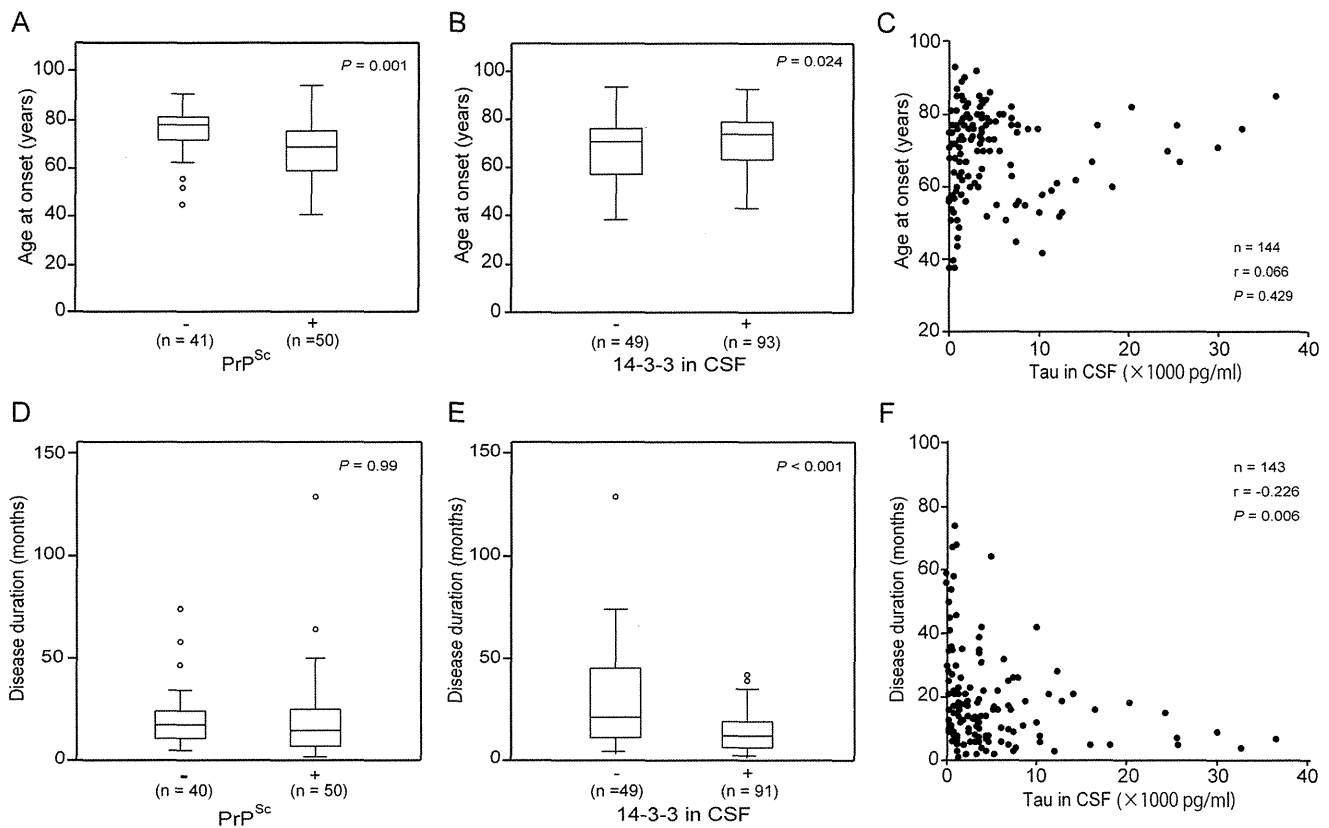 A
P = 0.001
Age at onset (years)
100
80
60
40
20
0
-
+
(n = 41)
(n =50)
PrPSc
B
P = 0.024
Age at onset (years)
100
80
60
40
20
0
-
+
(n = 49)
(n = 93)
14-3-3 in CSF
C
Age at onset (years)
100
80
60
40
20
n = 144
r = 0.066
P = 0.429
0
10
20
30
40
Tau in CSF (×1000 pg/ml)
D
P = 0.99
Disease duration (months)
150
100
50
0
-
+
(n = 40)
(n = 50)
PrPSc
E
P < 0.001
Disease duration (months)
150
100
50
0
-
+
(n =49)
(n = 91)
14-3-3 in CSF
F
Disease duration (months)
100
80
60
40
20
0
n = 143
r = -0.226
P = 0.006
0
10
20
30
40
Tau in CSF (×1000 pg/ml)